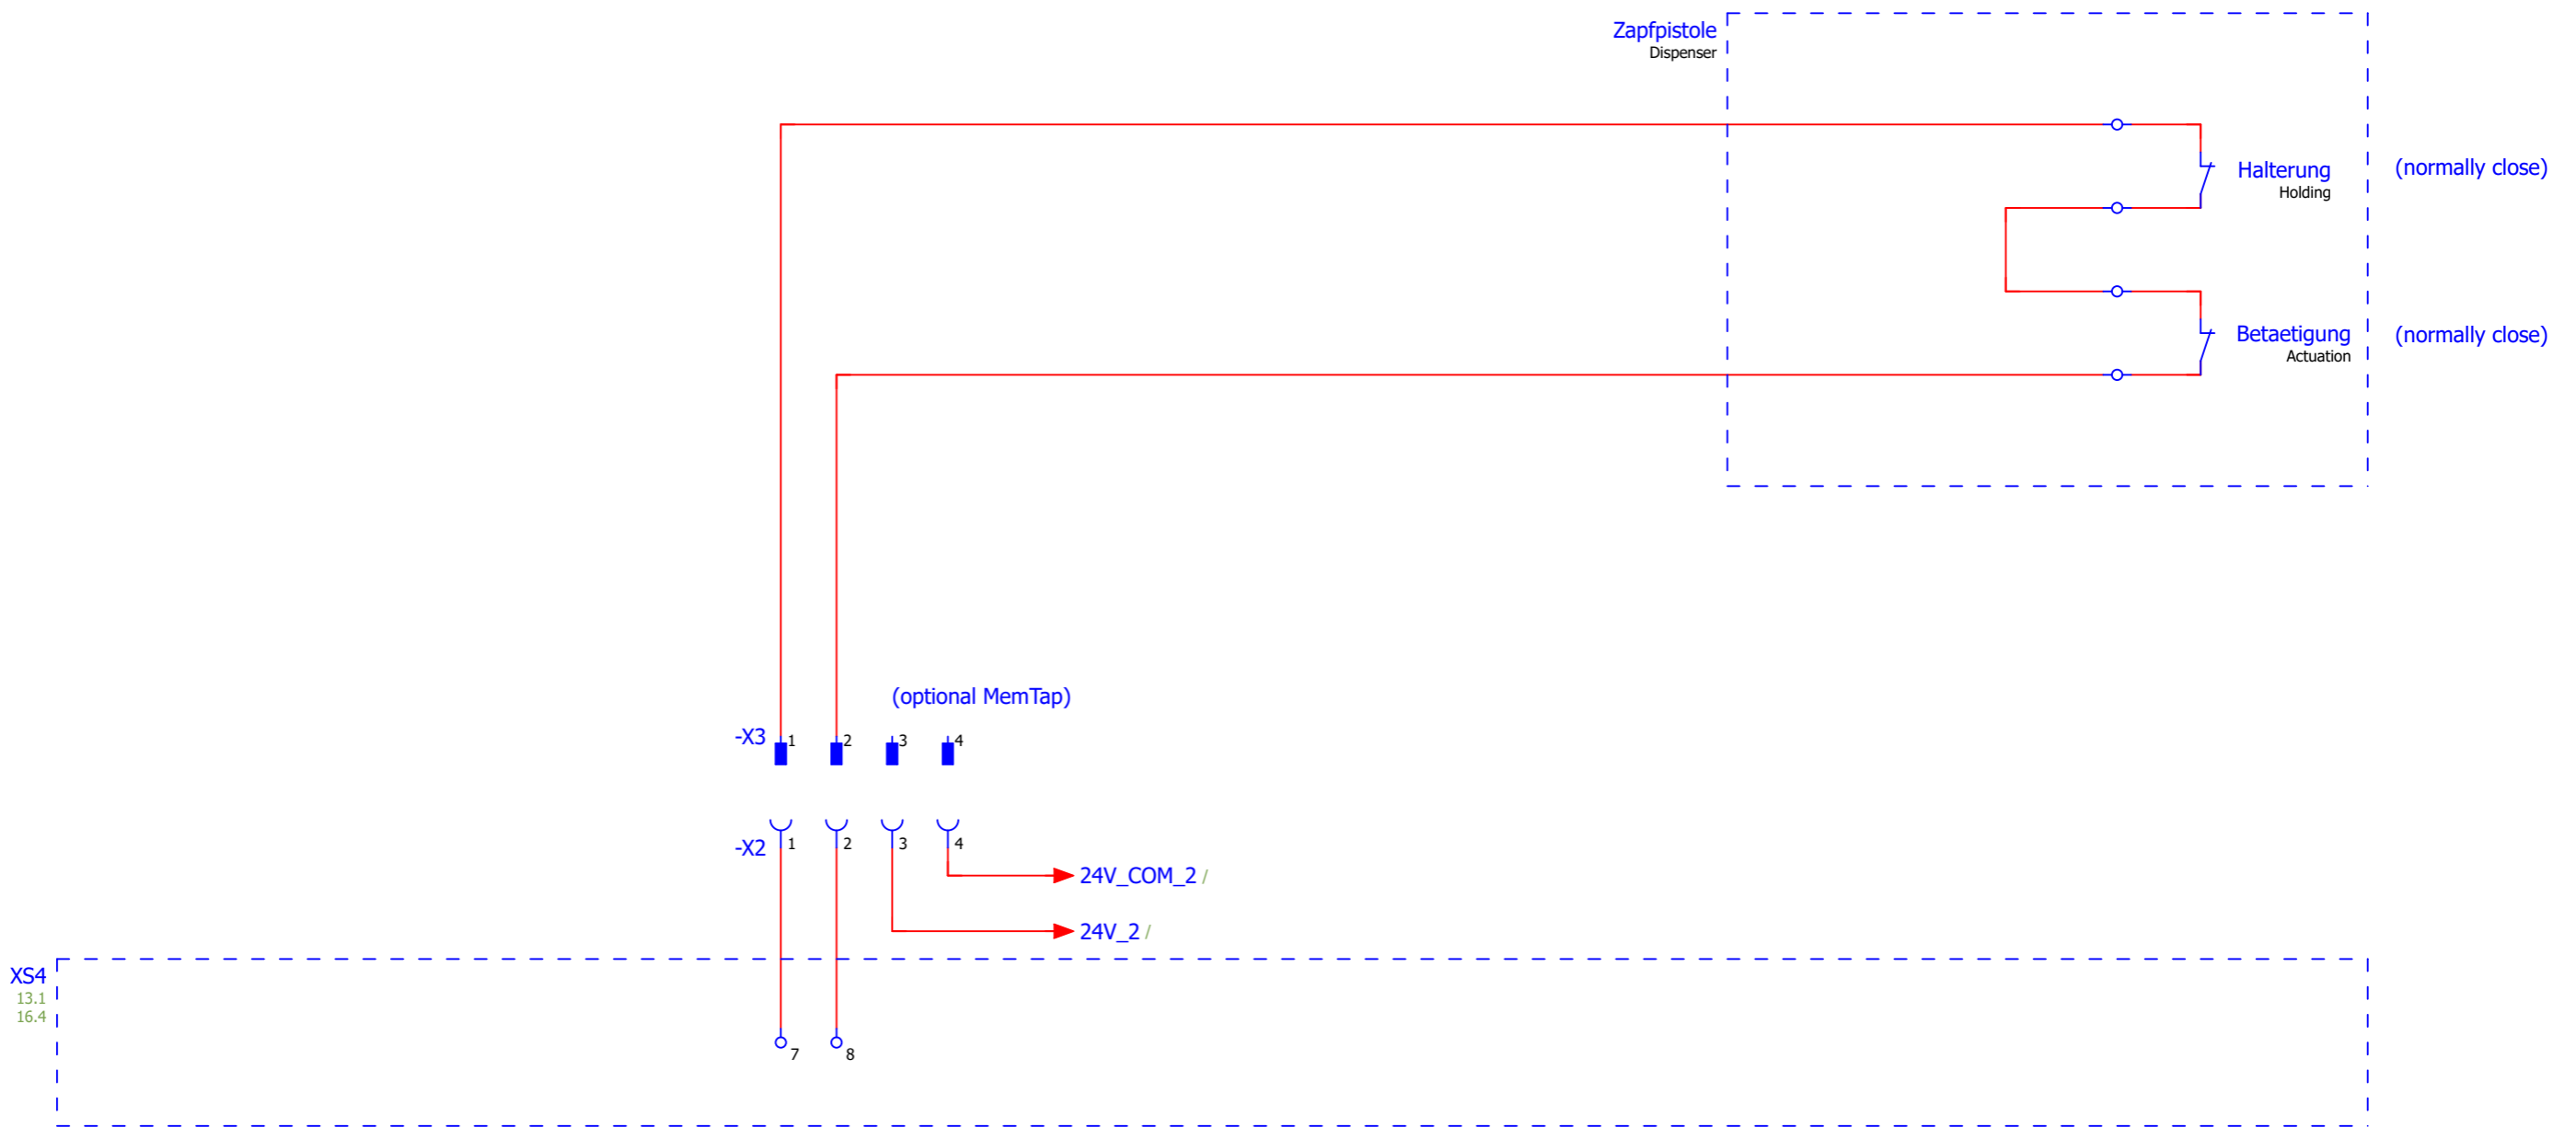 Zapfpistole
Dispenser
Halterung
Holding
(normally close)
Betaetigung
Actuation
(normally close)
(optional MemTap)
-X3 1 2 3 4
-X2 1 2 3 4
24V_COM_2 /
24V_2 /
XS4
13.1
16.4
7 8